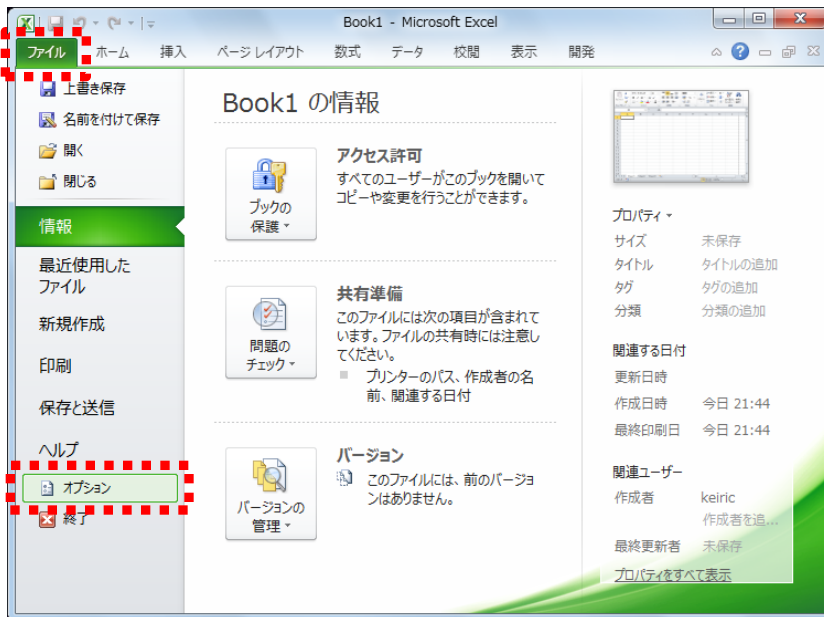 Book1 - Microsoft Excel
ファイル ホーム 挿入 ページ レイアウト 数式 データ 校閲 表示 開発
上書き保存
名前を付けて保存
開く
閉じる
情報
最近使用した
ファイル
新規作成
印刷
保存と送信
ヘルプ
オプション
終了
Book1 の情報
ブックの
保護
アクセス許可
すべてのユーザーがこのブックを開いて
コピーや変更を行うことができます。
問題の
チェック
共有準備
このファイルには次の項目が含まれて
います。ファイルの共有時には注意し
てください。
プリンターのパス、作成者の名
前、関連する日付
バージョンの
管理
バージョン
このファイルには、前のバージョ
ンはありません。
プロパティ
サイズ 未保存
タイトル タイトルの追加
タグ タグの追加
分類 分類の追加
関連する日付
更新日時
作成日時 今日 21:44
最終印刷日 今日 21:44
関連ユーザー
作成者 keiric
作成者を追...
最終更新者 未保存
プロパティをすべて表示